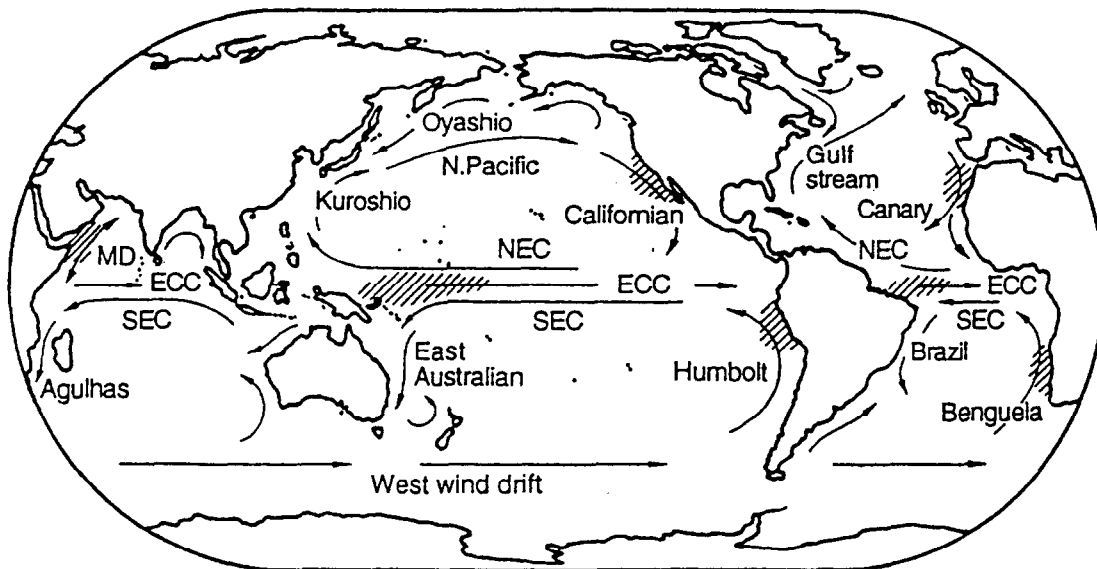 Oyashio
N.Pacific
Kuroshio
Californian
Gulf
stream
Canary
MD
NEC
NEC
ECC
ECC
ECC
SEC
SEC
SEC
Agulhas
East
Australian
Humbolt
Brazil
Benguela
West wind drift